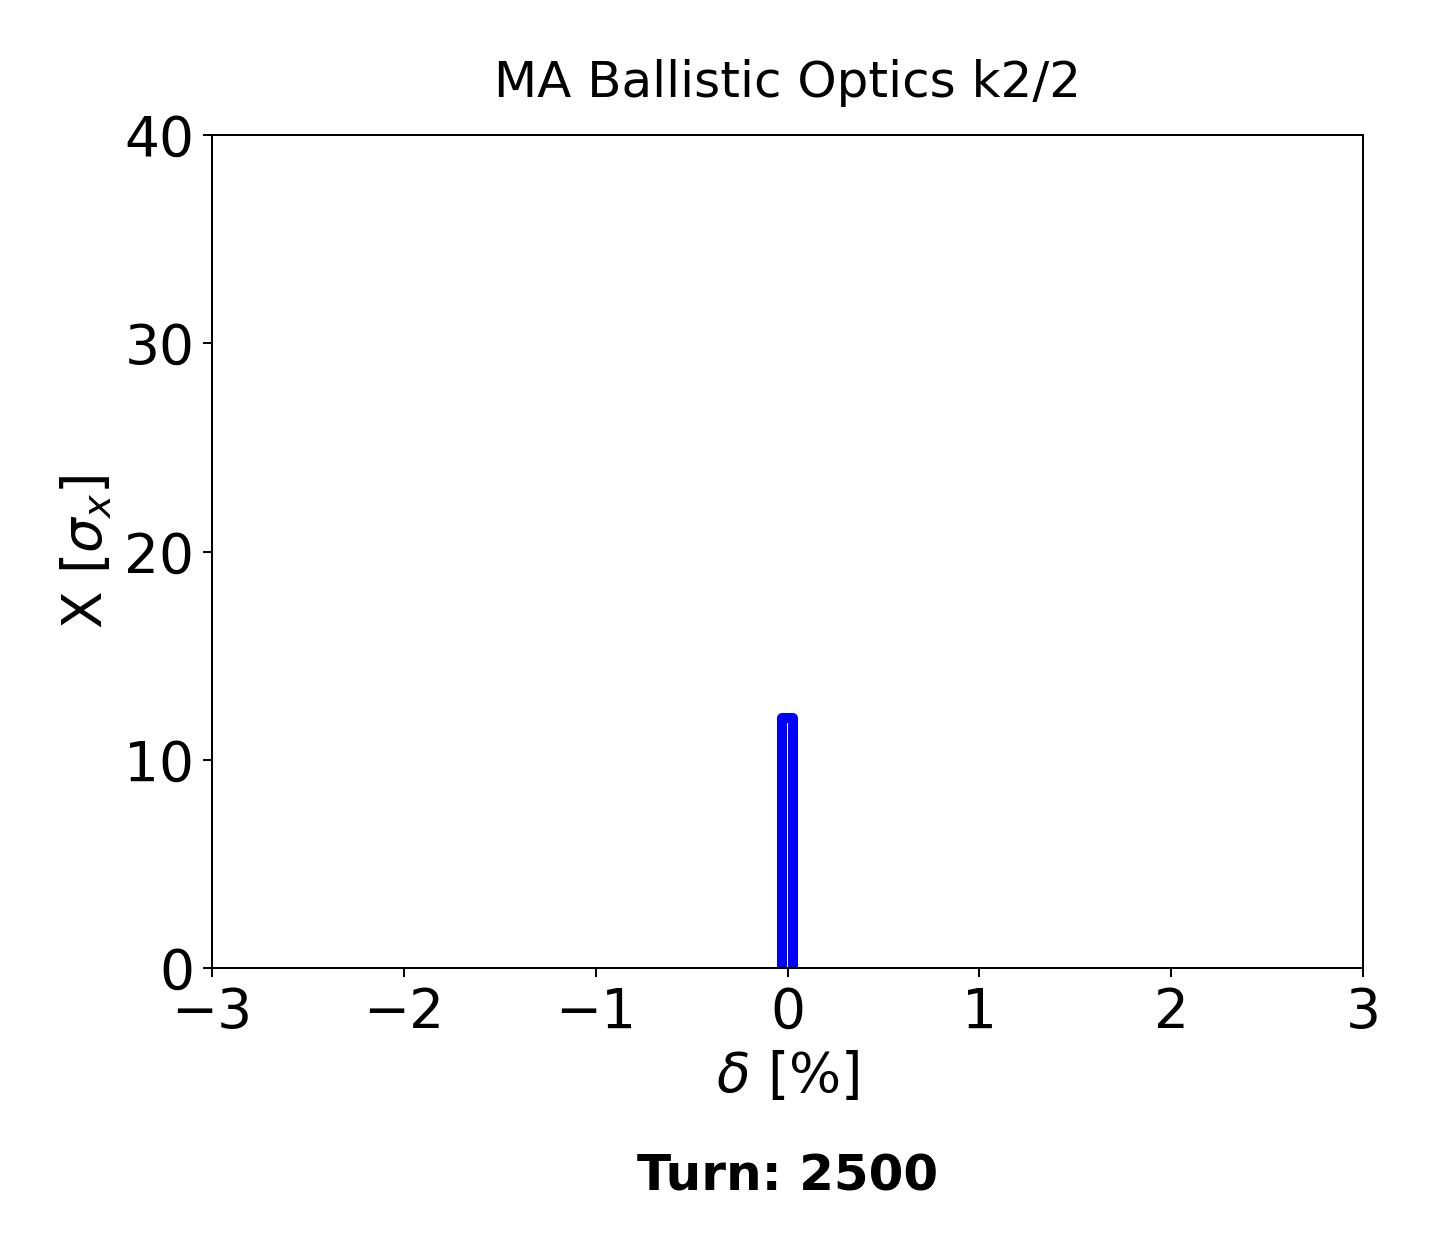 MA Ballistic Optics k2/2
40
30
20
10
0
X [σx]
−3 −2 −1 0 1 2 3
δ [%]
Turn: 2500